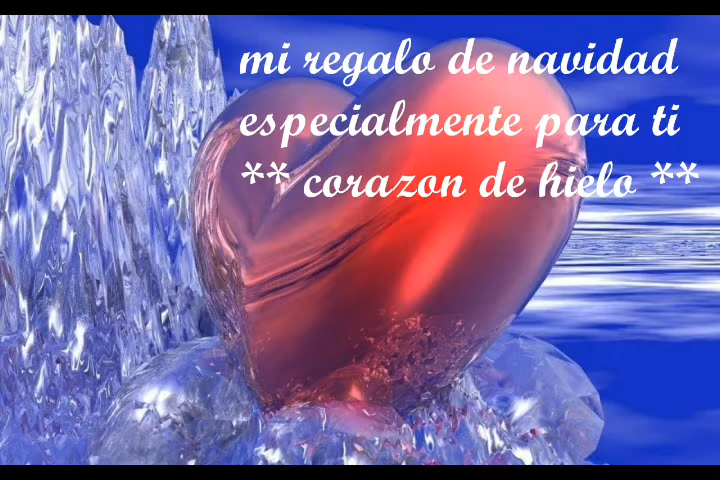 mi regalo de navidad
especialmente para ti
** corazon de hielo **